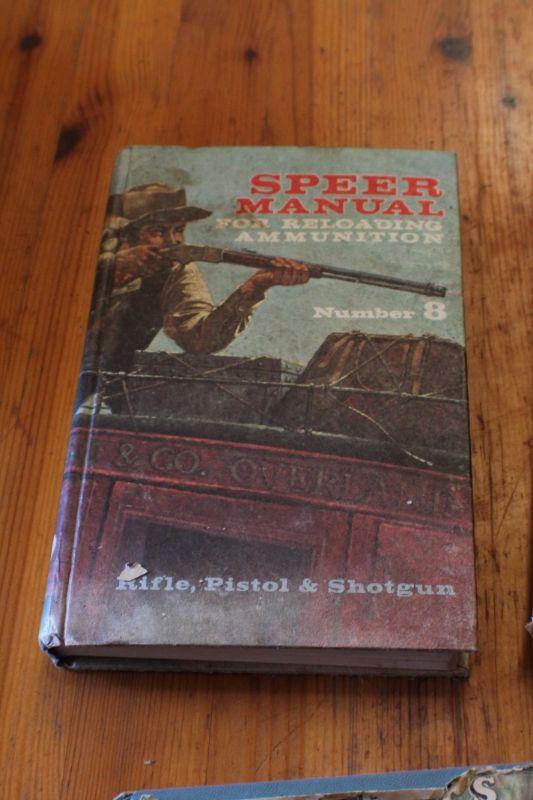 SPEER
MANUAL
FOR RELOADING
AMMUNITION
Number 8
& CO. OVERLAND
Rifle, Pistol & Shotgun
S